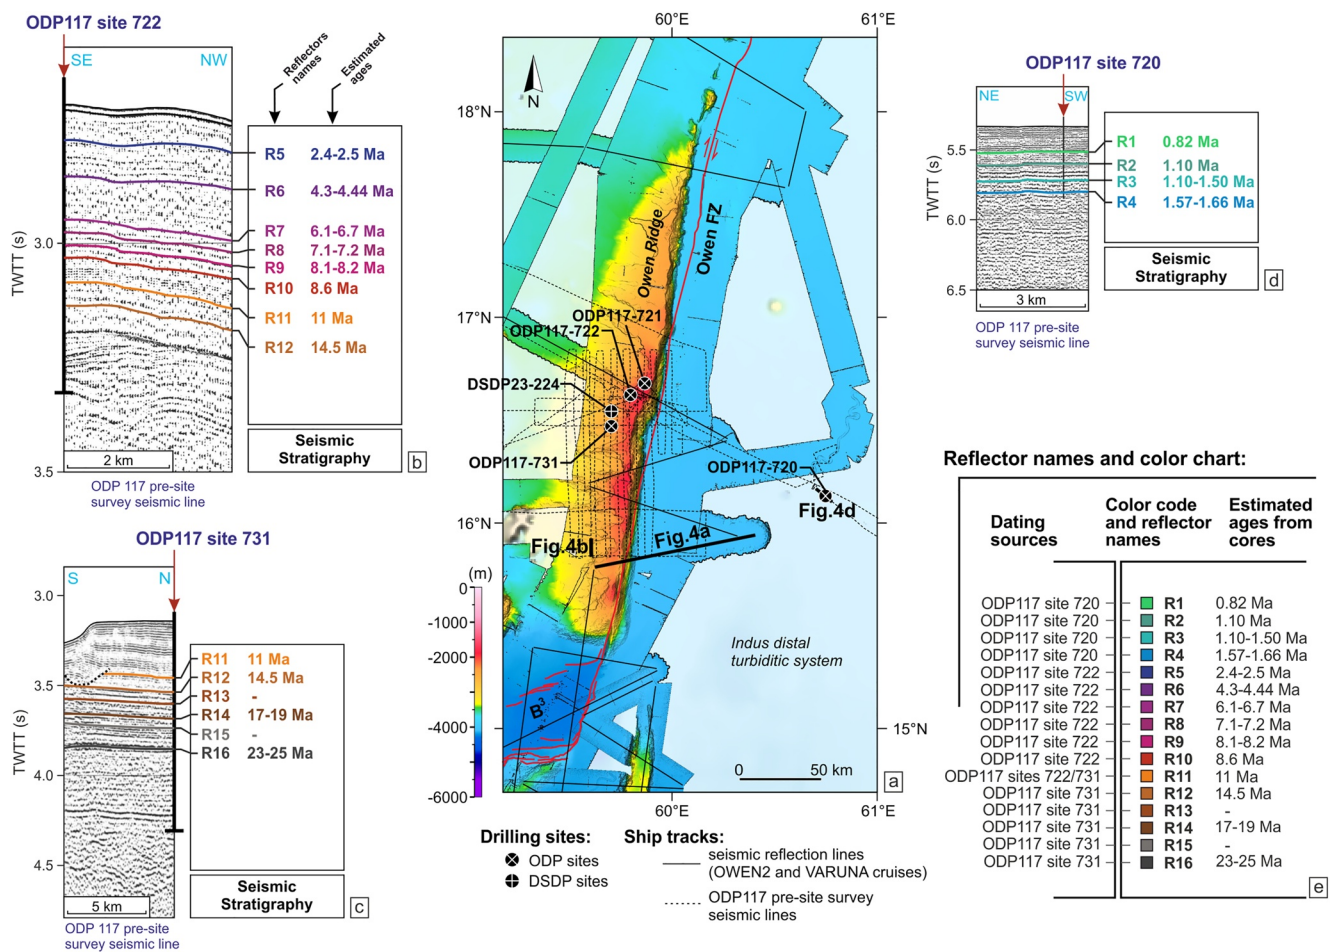 ODP117 site 722
SE
NW
Reflectors
names
Estimated
ages
R5 2.4-2.5 Ma
R6 4.3-4.44 Ma
R7 6.1-6.7 Ma
R8 7.1-7.2 Ma
R9 8.1-8.2 Ma
R10 8.6 Ma
R11 11 Ma
R12 14.5 Ma
TWTT (s)
3.0
3.5
2 km
Seismic
Stratigraphy
b
ODP 117 pre-site
survey seismic line
ODP117 site 731
S
N
3.0
3.5
4.0
4.5
TWTT (s)
R11 11 Ma
R12 14.5 Ma
R13 -
R14 17-19 Ma
R15 -
R16 23-25 Ma
5 km
Seismic
Stratigraphy
c
ODP 117 pre-site
survey seismic line
60°E
61°E
18°N
17°N
16°N
15°N
N
Owen Ridge
Owen FZ
ODP117-721
ODP117-722
DSDP23-224
ODP117-731
ODP117-720
Fig.4d
Fig.4b
Fig.4a
Indus distal
turbiditic system
B³
0 50 km
a
60°E
61°E
(m)
0
-1000
-2000
-4000
-5000
-6000
Drilling sites:
ODP sites
DSDP sites
Ship tracks:
seismic reflection lines
(OWEN2 and VARUNA cruises)
ODP117 pre-site survey
seismic lines
ODP117 site 720
NE
SW
5.5
6.0
6.5
TWTT (s)
R1 0.82 Ma
R2 1.10 Ma
R3 1.10-1.50 Ma
R4 1.57-1.66 Ma
3 km
Seismic
Stratigraphy
d
ODP 117 pre-site
survey seismic line
Reflector names and color chart:
Dating
sources
Color code
and reflector
names
Estimated
ages from
cores
ODP117 site 720 R1 0.82 Ma
ODP117 site 720 R2 1.10 Ma
ODP117 site 720 R3 1.10-1.50 Ma
ODP117 site 720 R4 1.57-1.66 Ma
ODP117 site 722 R5 2.4-2.5 Ma
ODP117 site 722 R6 4.3-4.44 Ma
ODP117 site 722 R7 6.1-6.7 Ma
ODP117 site 722 R8 7.1-7.2 Ma
ODP117 site 722 R9 8.1-8.2 Ma
ODP117 site 722 R10 8.6 Ma
ODP117 sites 722/731 R11 11 Ma
ODP117 site 731 R12 14.5 Ma
ODP117 site 731 R13 -
ODP117 site 731 R14 17-19 Ma
ODP117 site 731 R15 -
ODP117 site 731 R16 23-25 Ma
e